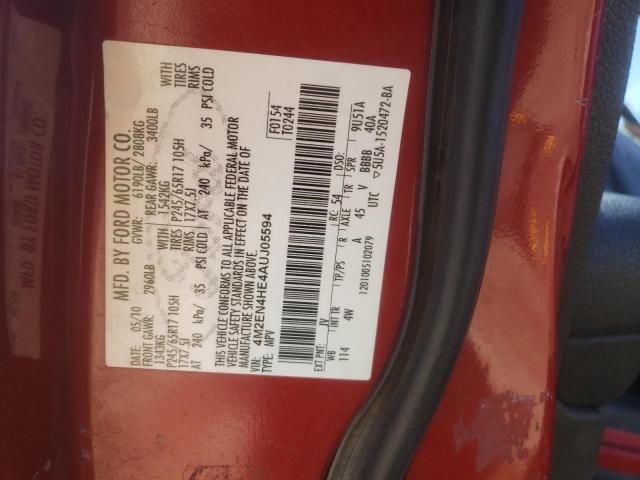 MFD. BY FORD MOTOR CO.
DATE: 05/10 GVWR: 6190LB/ 2808KG
FRONT GAWR: 2960LB REAR GAWR: 3400LB
1343KG 1542KG WITH
P245/65R17 105H P245/65R17 105H TIRES
17X7.5J 17X7.5J RIMS
AT 240 kPa/ 35 PSI COLD AT 240 kPa/ 35 PSI COLD
WITH
TIRES
RIMS
THIS VEHICLE CONFORMS TO ALL APPLICABLE FEDERAL MOTOR
VEHICLE SAFETY STANDARDS IN EFFECT ON THE DATE OF
MANUFACTURE SHOWN ABOVE.
VIN: 4M2EN4HE4AUJ05594
TYPE: MPV
F0154
T0244
EXT PNT: JV RC: 54 DSO:
WB INT TR TP/PS R AXLE TR SPR 9U51A
114 4W A 45 V BBBB 40A
1201005102079 UTC ▽5U5A-1520472-BA